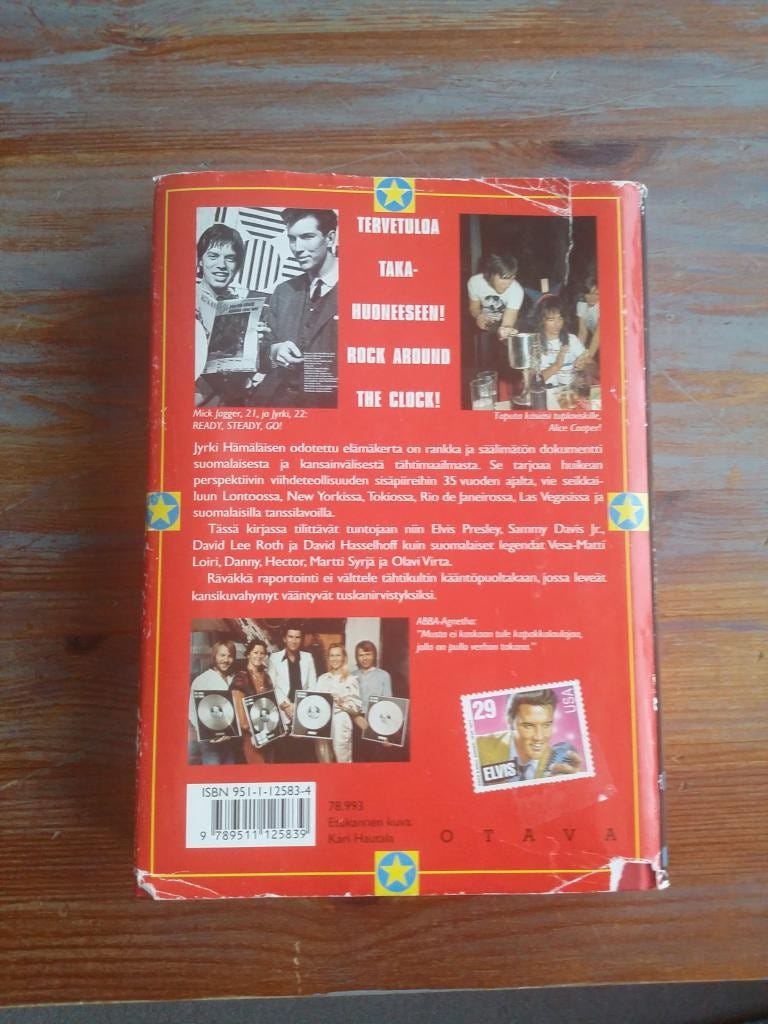 TERVETULOA
TAKA-
HUONEESEEN!
ROCK AROUND
THE CLOCK!
Mick Jagger, 21, ja Jyrki, 22:
READY, STEADY, GO!
Taputa käsiäsi tuplaviskille,
Alice Cooper!
Jyrki Hämäläisen odotettu elämäkerta on rankka ja säälimätön dokumentti
suomalaisesta ja kansainvälisestä tähtimaailmasta. Se tarjoaa huikean
perspektiivin viihdeteollisuuden sisäpiireihin 35 vuoden ajalta, vie seikkai-
luun Lontoossa, New Yorkissa, Tokiossa, Rio de Janeirossa, Las Vegasissa ja
suomalaisilla tanssilavoilla.
Tässä kirjassa tilittävät tuntojaan niin Elvis Presley, Sammy Davis Jr.,
David Lee Roth ja David Hasselhoff kuin suomalaiset legendat Vesa-Matti
Loiri, Danny, Hector, Martti Syrjä ja Olavi Virta.
Räväkkä raportointi ei välttele tähtikultin kääntöpuoltakaan, jossa leveät
kansikuvahymyt vääntyvät tuskanirvistyksiksi.
ABBA-Agnetha:
"Musta ei koskaan tule kapakkalaulajaa,
jolla on pullo verhon takana."
29
USA
ELVIS
ISBN 951-1-12583-4
9 789511 125839
78.993
Etukannen kuva:
Kari Hautala
OTAVA